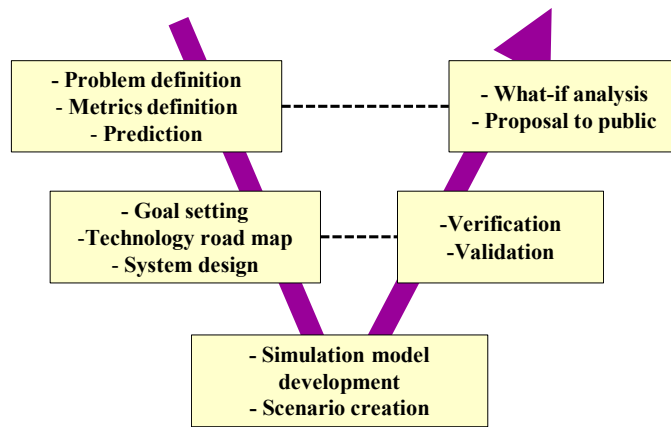 - Problem definition
- Metrics definition
- Prediction
- What-if analysis
- Proposal to public
- Goal setting
-Technology road map
- System design
-Verification
-Validation
- Simulation model
development
- Scenario creation